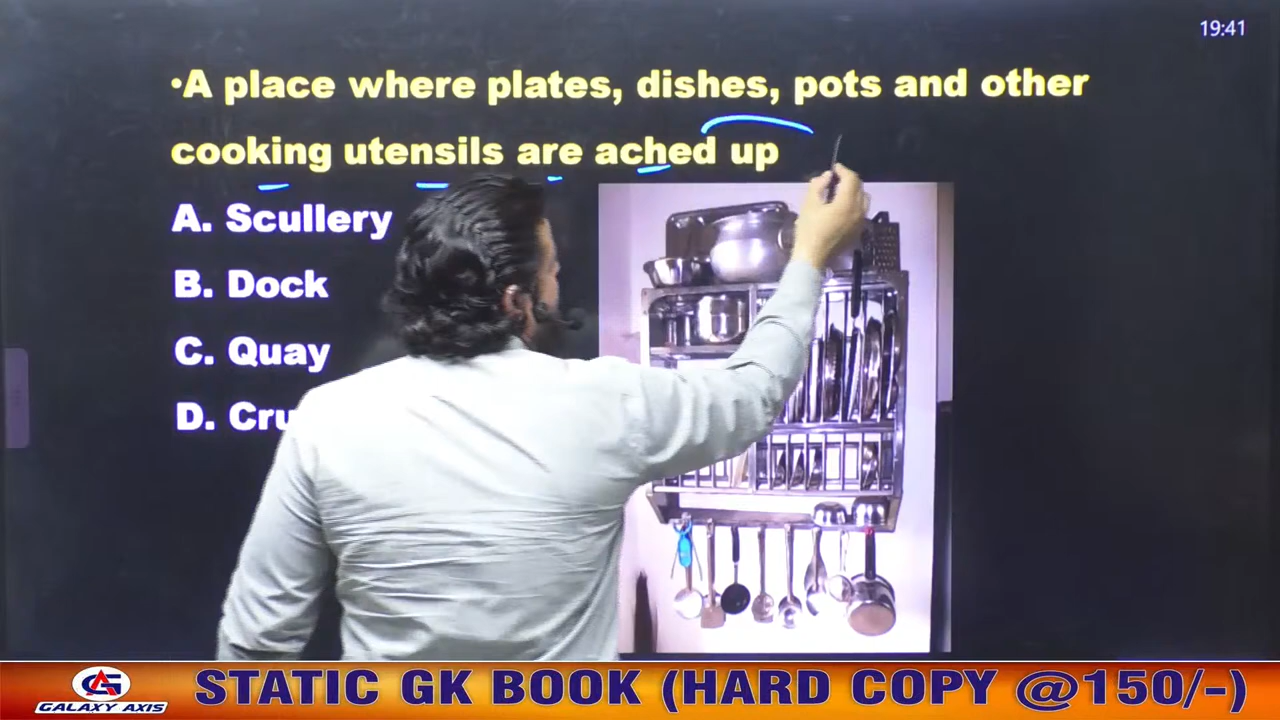 19:41
•A place where plates, dishes, pots and other
cooking utensils are ached up
A. Scullery
B. Dock
C. Quay
D. Cru
GALAXY AXIS
STATIC GK BOOK (HARD COPY @150/-)